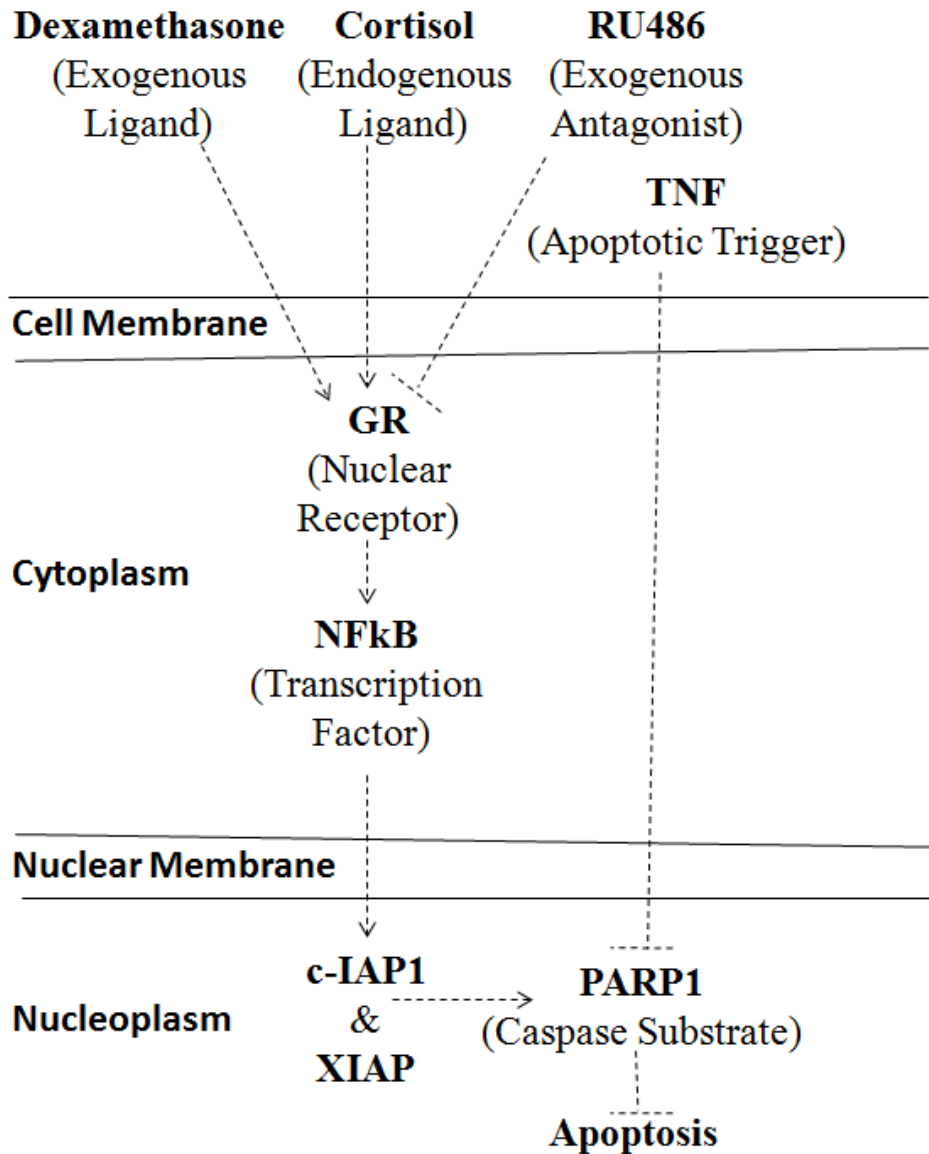 Dexamethasone
(Exogenous
Ligand)
Cortisol
(Endogenous
Ligand)
RU486
(Exogenous
Antagonist)
TNF
(Apoptotic Trigger)
Cell Membrane
GR
(Nuclear
Receptor)
Cytoplasm
NFkB
(Transcription
Factor)
Nuclear Membrane
c-IAP1
&
XIAP
Nucleoplasm
PARP1
(Caspase Substrate)
Apoptosis